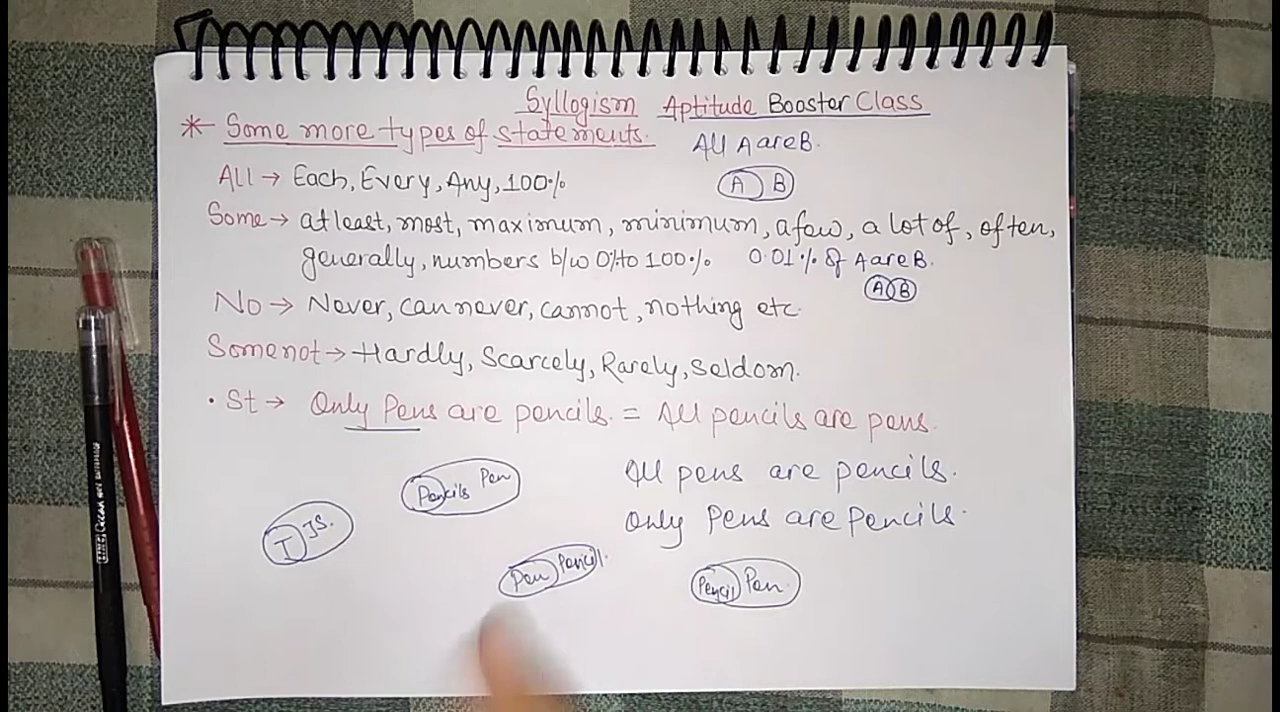 Syllogism Aptitude Booster Class
* Some more types of statements.
All A are B.
All → Each, Every, Any, 100%
A B
Some → atleast, most, maximum, minimum, a few, a lot of, often,
generally, numbers b/w 0% to 100%
0.01% of A are B.
A B
No → Never, can never, cannot, nothing etc.
Some not → Hardly, Scarcely, Rarely, Seldom.
• St → Only Pens are pencils. = All pencils are pens.
Pencils Pen
All pens are pencils.
Only Pens are Pencils.
T JS.
Pen Pencil.
Pencil Pen.